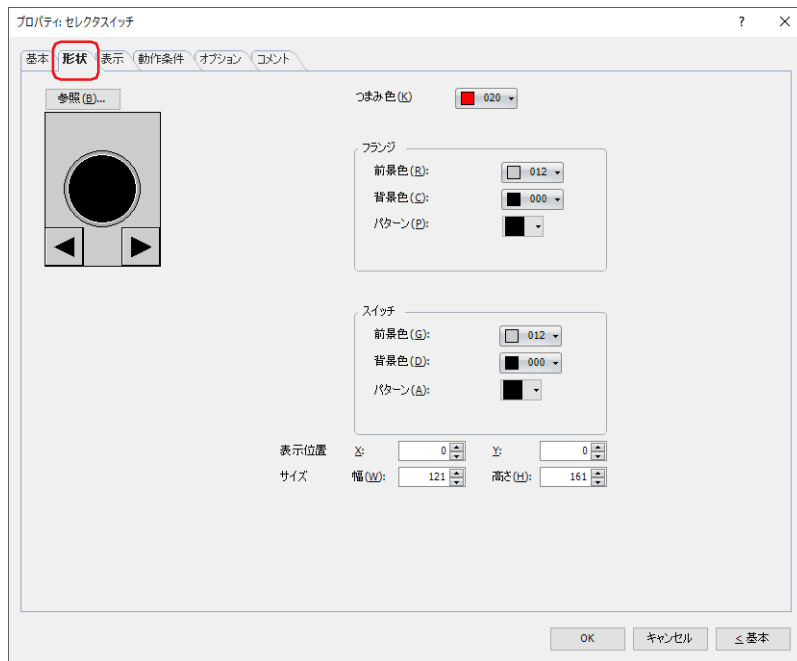 プロパティ: セレクタスイッチ ? ×
基本 形状 表示 動作条件 オプション コメント
参照(B)... つまみ色(K) 020
フランジ
前景色(R): 012
背景色(C): 000
パターン(P):
スイッチ
前景色(G): 012
背景色(D): 000
パターン(A):
表示位置 X: 0 Y: 0
サイズ 幅(W): 121 高さ(H): 161
OK キャンセル ≤基本